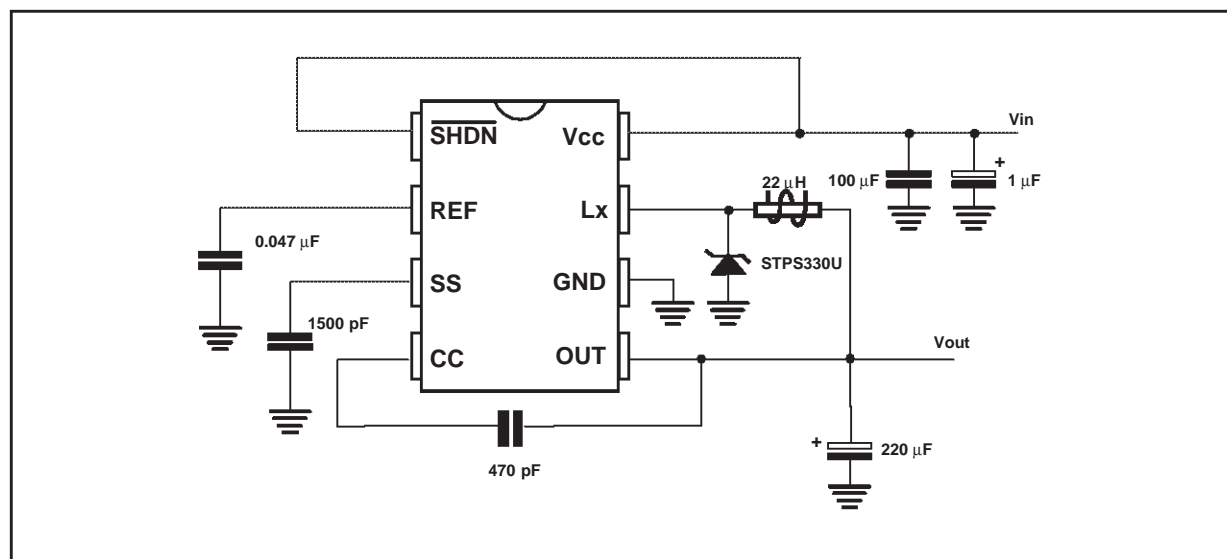 SHDN
Vcc
Vin
100 µF
+
1 µF
22 µH
REF
Lx
0.047 µF
STPS330U
SS
GND
1500 pF
CC
OUT
Vout
+
220 µF
470 pF